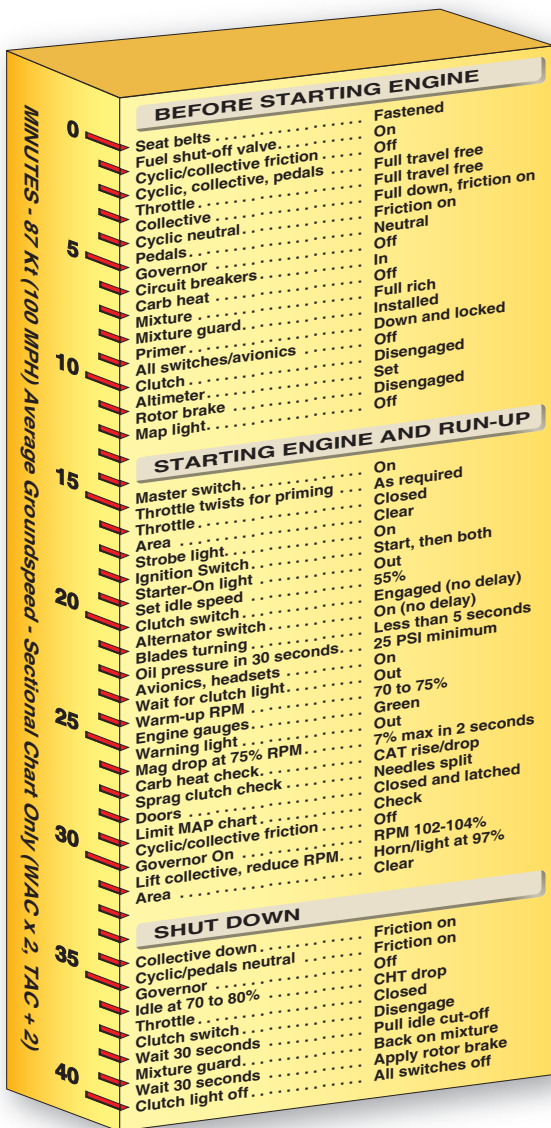 BEFORE STARTING ENGINE
Seat belts . . . . . . . . . . . . . . . . Fastened
Fuel shut-off valve. . . . . . . . . . On
Cyclic/collective friction . . . . . Off
Cyclic, collective, pedals . . . . Full travel free
Throttle . . . . . . . . . . . . . . . . . . Full travel free
Collective . . . . . . . . . . . . . . . . Full down, friction on
Cyclic neutral . . . . . . . . . . . . . Friction on
Pedals . . . . . . . . . . . . . . . . . . . Neutral
Governor . . . . . . . . . . . . . . . . Off
Circuit breakers . . . . . . . . . . . In
Carb heat . . . . . . . . . . . . . . . . Off
Mixture . . . . . . . . . . . . . . . . . . Full rich
Mixture guard. . . . . . . . . . . . . Installed
Primer . . . . . . . . . . . . . . . . . . . Down and locked
All switches/avionics . . . . . . . Off
Clutch . . . . . . . . . . . . . . . . . . . Disengaged
Altimeter. . . . . . . . . . . . . . . . . Set
Rotor brake . . . . . . . . . . . . . . Disengaged
Map light. . . . . . . . . . . . . . . . . Off
STARTING ENGINE AND RUN-UP
Master switch. . . . . . . . . . . . . On
Throttle twists for priming . . . As required
Throttle . . . . . . . . . . . . . . . . . . Closed
Area . . . . . . . . . . . . . . . . . . . . Clear
Strobe light. . . . . . . . . . . . . . . On
Ignition Switch . . . . . . . . . . . . Start, then both
Starter-On light . . . . . . . . . . . Out
Set idle speed . . . . . . . . . . . . 55%
Clutch switch . . . . . . . . . . . . . Engaged (no delay)
Alternator switch . . . . . . . . . . On (no delay)
Blades turning . . . . . . . . . . . . Less than 5 seconds
Oil pressure in 30 seconds . . . 25 PSI minimum
Avionics, headsets . . . . . . . . . On
Wait for clutch light . . . . . . . . Out
Warm-up RPM . . . . . . . . . . . . 70 to 75%
Engine gauges . . . . . . . . . . . . Green
Warning light . . . . . . . . . . . . . Out
Mag drop at 75% RPM . . . . . . 7% max in 2 seconds
Carb heat check. . . . . . . . . . . CAT rise/drop
Sprag clutch check . . . . . . . . Needles split
Doors . . . . . . . . . . . . . . . . . . . Closed and latched
Limit MAP chart . . . . . . . . . . . Check
Cyclic/collective friction . . . . . Off
Governor On . . . . . . . . . . . . . RPM 102-104%
Lift collective, reduce RPM . . . Horn/light at 97%
Area . . . . . . . . . . . . . . . . . . . . Clear
SHUT DOWN
Collective down . . . . . . . . . . . Friction on
Cyclic/pedals neutral . . . . . . . Friction on
Governor . . . . . . . . . . . . . . . . Off
Idle at 70 to 80% . . . . . . . . . . CHT drop
Throttle . . . . . . . . . . . . . . . . . . Closed
Clutch switch . . . . . . . . . . . . . Disengage
Wait 30 seconds . . . . . . . . . . . Pull idle cut-off
Mixture guard. . . . . . . . . . . . . Back on mixture
Wait 30 seconds . . . . . . . . . . . Apply rotor brake
Clutch light off . . . . . . . . . . . . All switches off
0
5
10
15
20
25
30
35
40
MINUTES - 87 Kt (100 MPH) Average Groundspeed - Sectional Chart Only (WAC x 2, TAC ÷ 2)